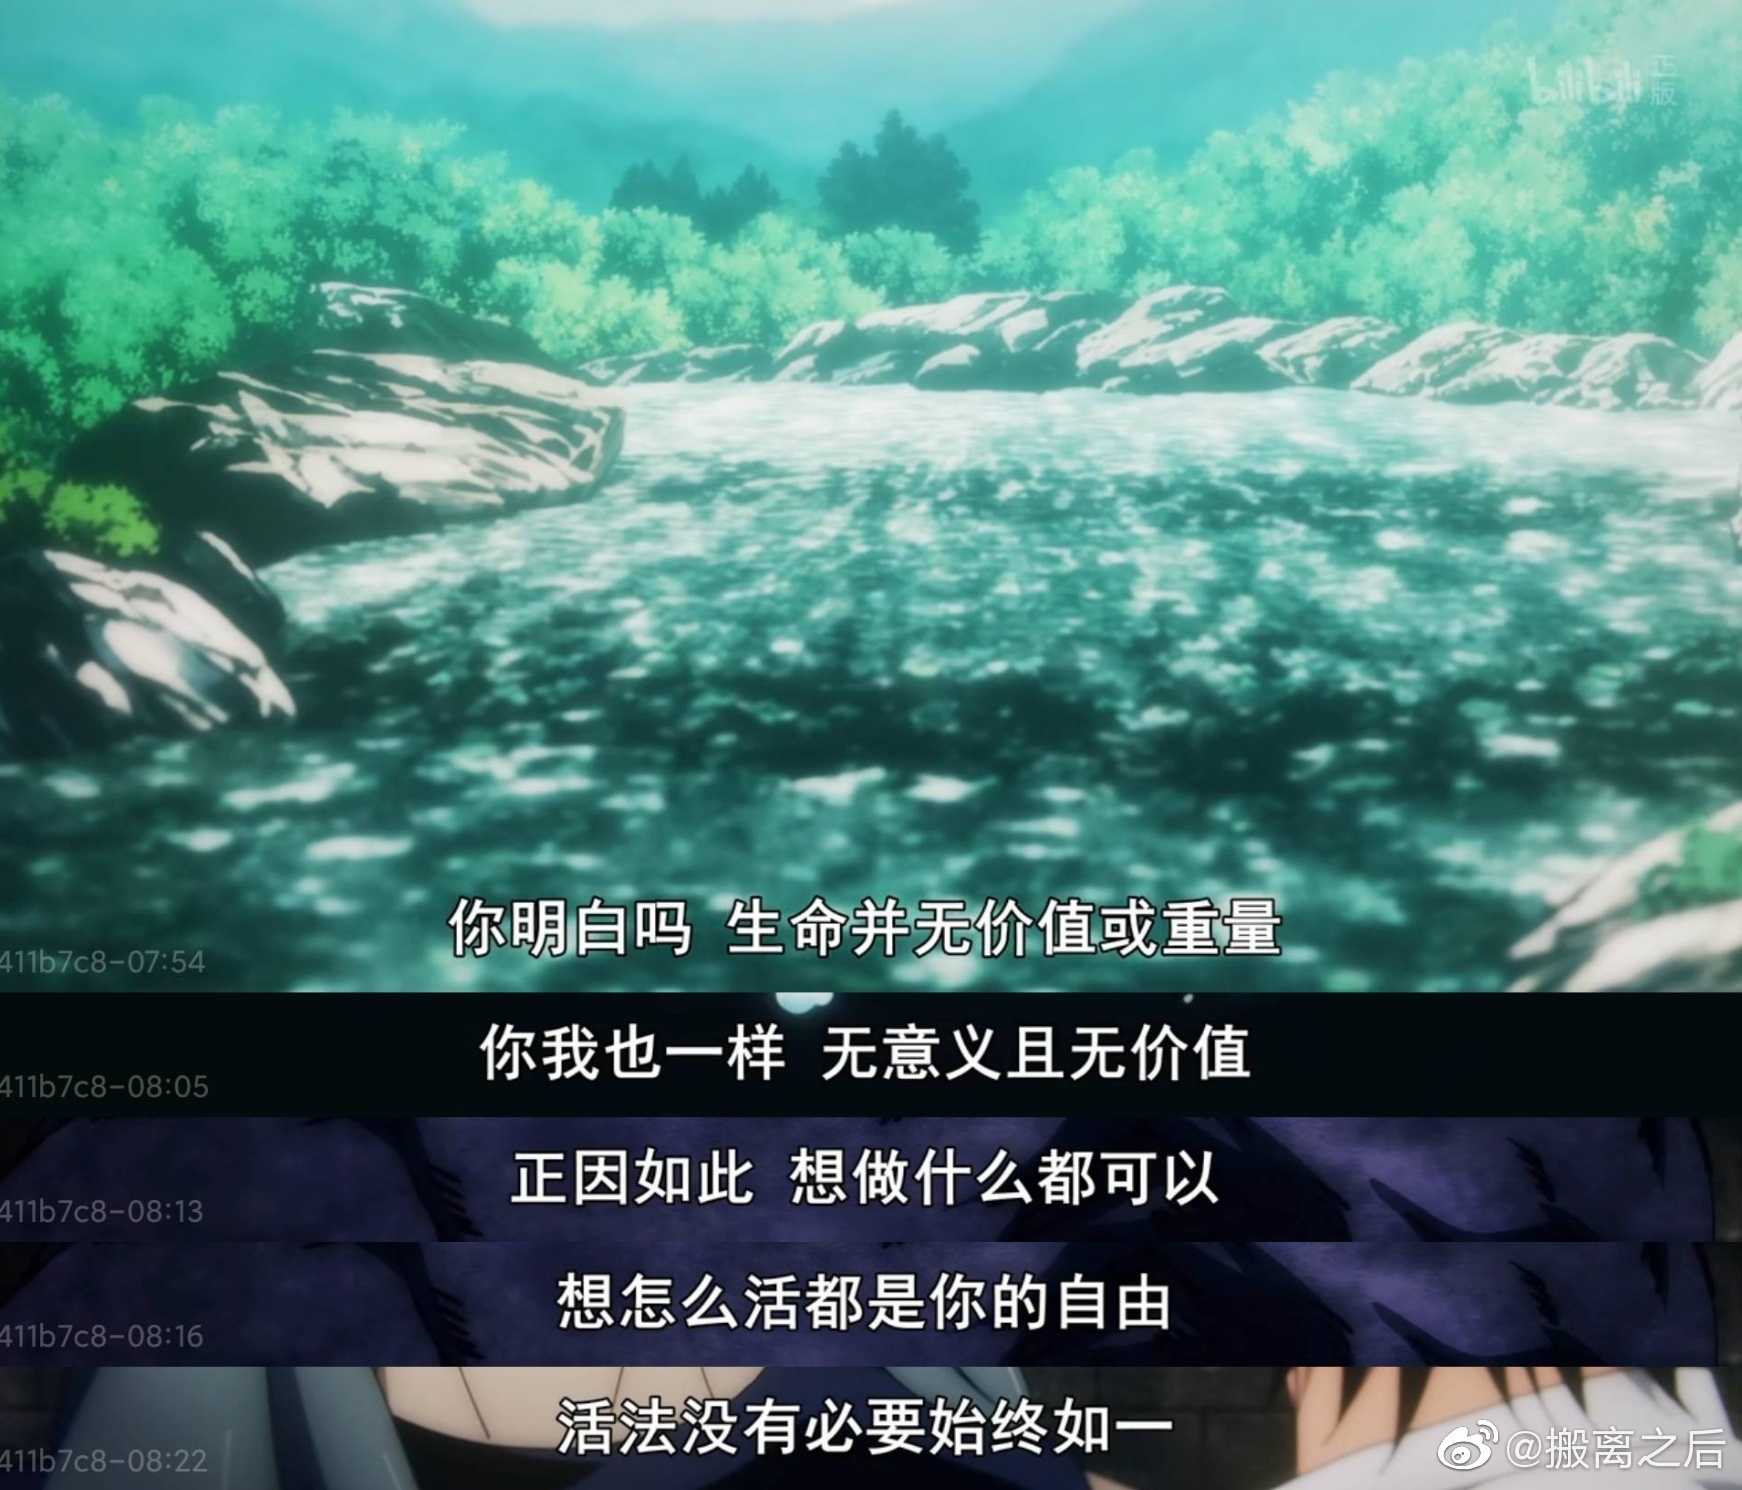 bilibili 正版
你明白吗 生命并无价值或重量
411b7c8-07:54
你我也一样 无意义且无价值
411b7c8-08:05
正因如此 想做什么都可以
411b7c8-08:13
想怎么活都是你的自由
411b7c8-08:16
活法没有必要始终如一
411b7c8-08:22
@搬离之后